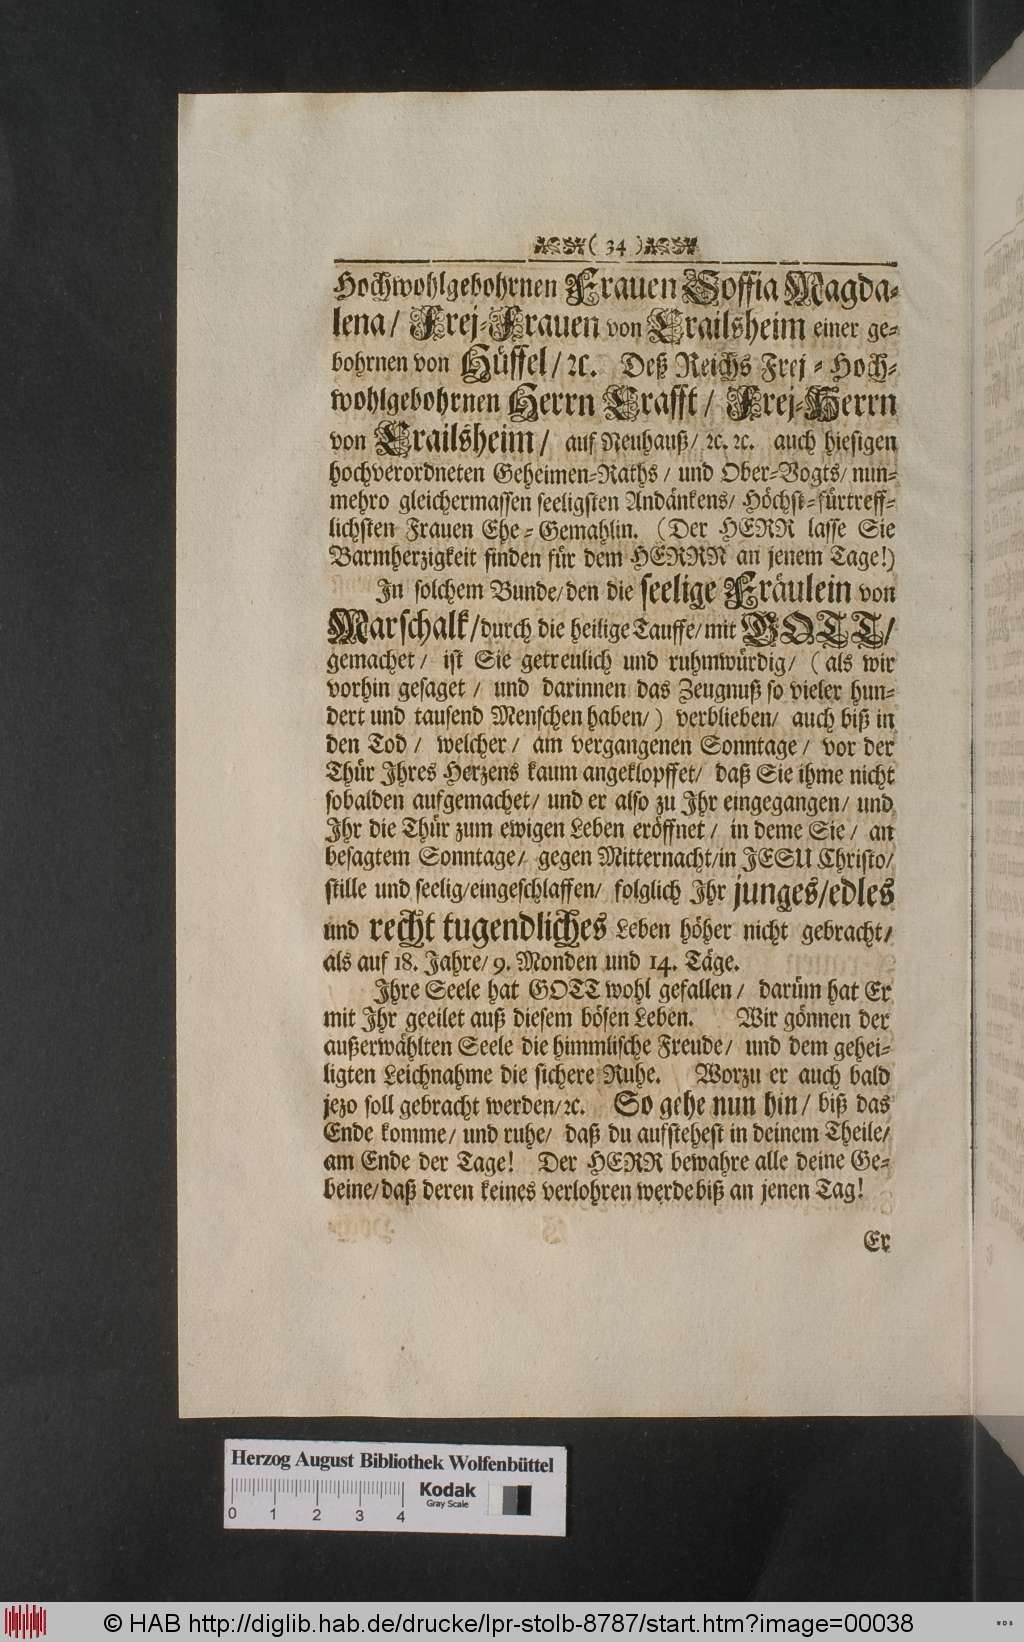 ( 34 )
Hochwohlgebohrnen Frauen Soffia Magda-
lena/ Frej-Frauen von Crailsheim einer ge-
bohrnen von Hüffel/ ꝛc. Deß Reichs Frej-Hoch-
wohlgebohrnen Herrn Crafft/ Frej-Herrn
von Crailsheim/ auf Neuhauß/ ꝛc. ꝛc. auch hiesigen
hochverordneten Geheimen-Raths/ und Ober-Vogts/ nun-
mehro gleichermassen seeligsten Andänkens/ Höchst-fürtreff-
lichsten Frauen Ehe-Gemahlin. (Der HERR lasse Sie
Barmherzigkeit finden für dem HERRN an jenem Tage!)
In solchem Bunde/ den die seelige Fräulein von
Marschalk/ durch die heilige Tauffe/ mit GOTT/
gemachet/ ist Sie getreulich und ruhmwürdig/ (als wir
vorhin gesaget/ und darinnen das Zeugnuß so vieler hun-
dert und tausend Menschen haben/) verblieben/ auch biß in
den Tod/ welcher/ am vergangenen Sonntage/ vor der
Thür Ihres Herzens kaum angeklopffet/ daß Sie ihme nicht
sobalden aufgemachet/ und er also zu Ihr eingegangen/ und
Ihr die Thür zum ewigen Leben eröffnet/ in deme Sie/ an
besagtem Sonntage/ gegen Mitternacht/ in JESU Christo/
stille und seelig/ eingeschlaffen/ folglich Ihr junges/ edles
und recht tugendliches Leben höher nicht gebracht/
als auf 18. Jahre/ 9. Monden und 14. Täge.
Ihre Seele hat GOTT wohl gefallen/ darüm hat Er
mit Ihr geeilet auß diesem bösen Leben. Wir gönnen der
außerwählten Seele die himmlische Freude/ und dem gehei-
ligten Leichnahme die sichere Ruhe. Worzu er auch bald
jezo soll gebracht werden/ ꝛc. So gehe nun hin/ biß das
Ende komme/ und ruhe/ daß du aufstehest in deinem Theile/
am Ende der Tage! Der HERR bewahre alle deine Ge-
beine/ daß deren keines verlohren werde biß an jenen Tag!
Er
Herzog August Bibliothek Wolfenbüttel
Kodak
Gray Scale
0 1 2 3 4
© HAB http://diglib.hab.de/drucke/lpr-stolb-8787/start.htm?image=00038